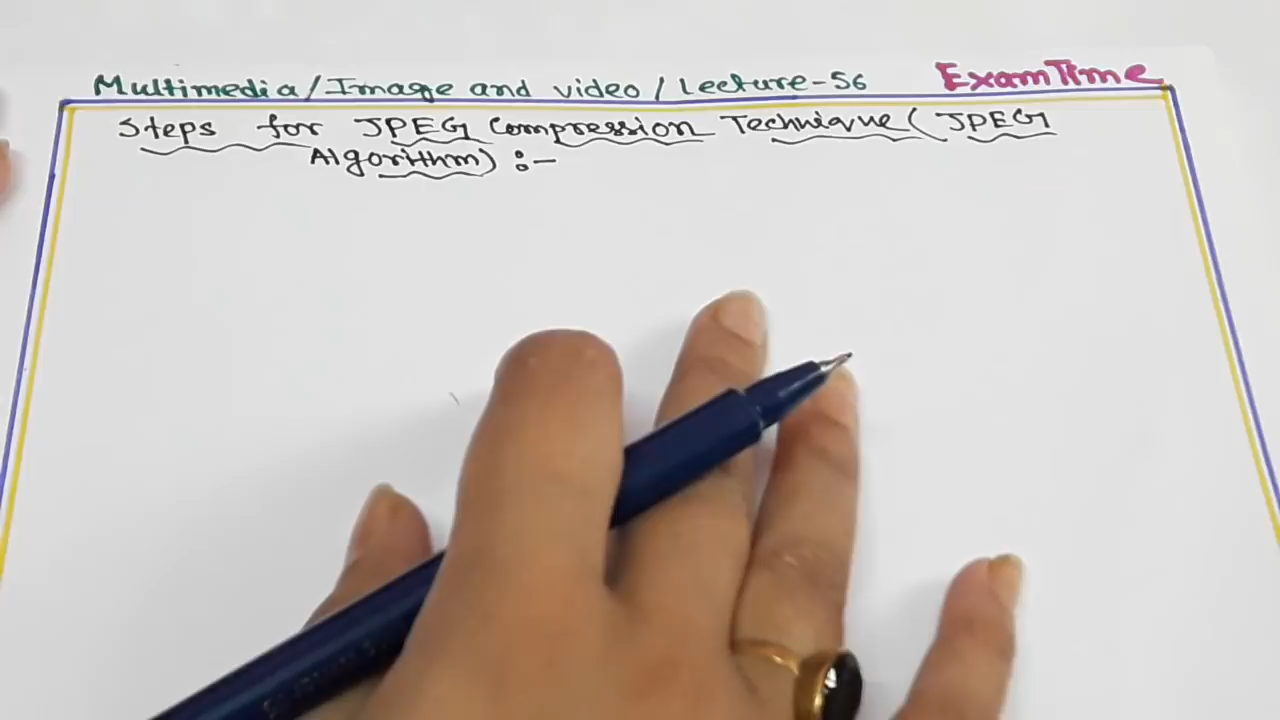 Multimedia/Image and video/Lecture-56 ExamTime
Steps for JPEG Compression Technique(JPEG
Algorithm) :-